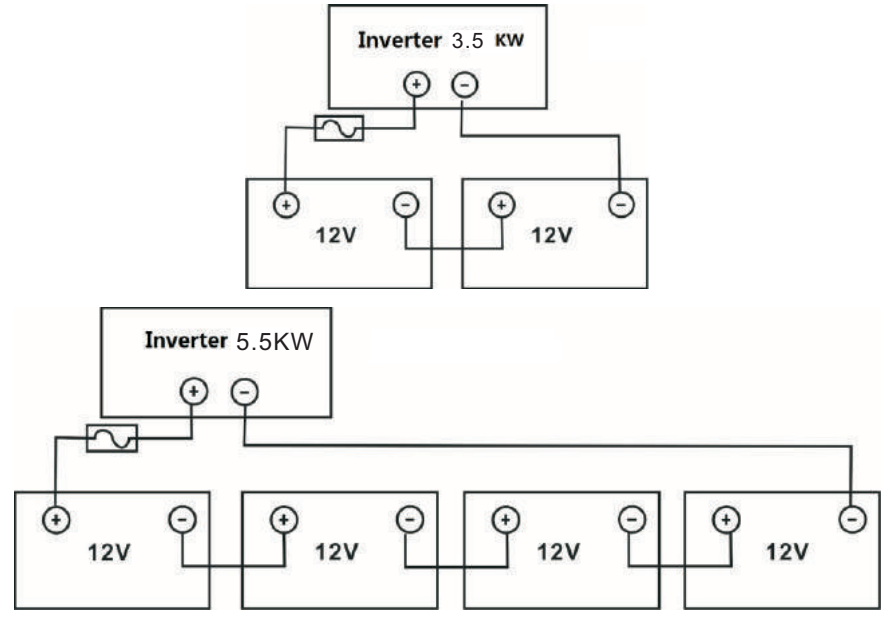 Inverter 3.5 KW
+ −
+ − + −
12V 12V
Inverter 5.5KW
+ −
+ − + − + − + −
12V 12V 12V 12V